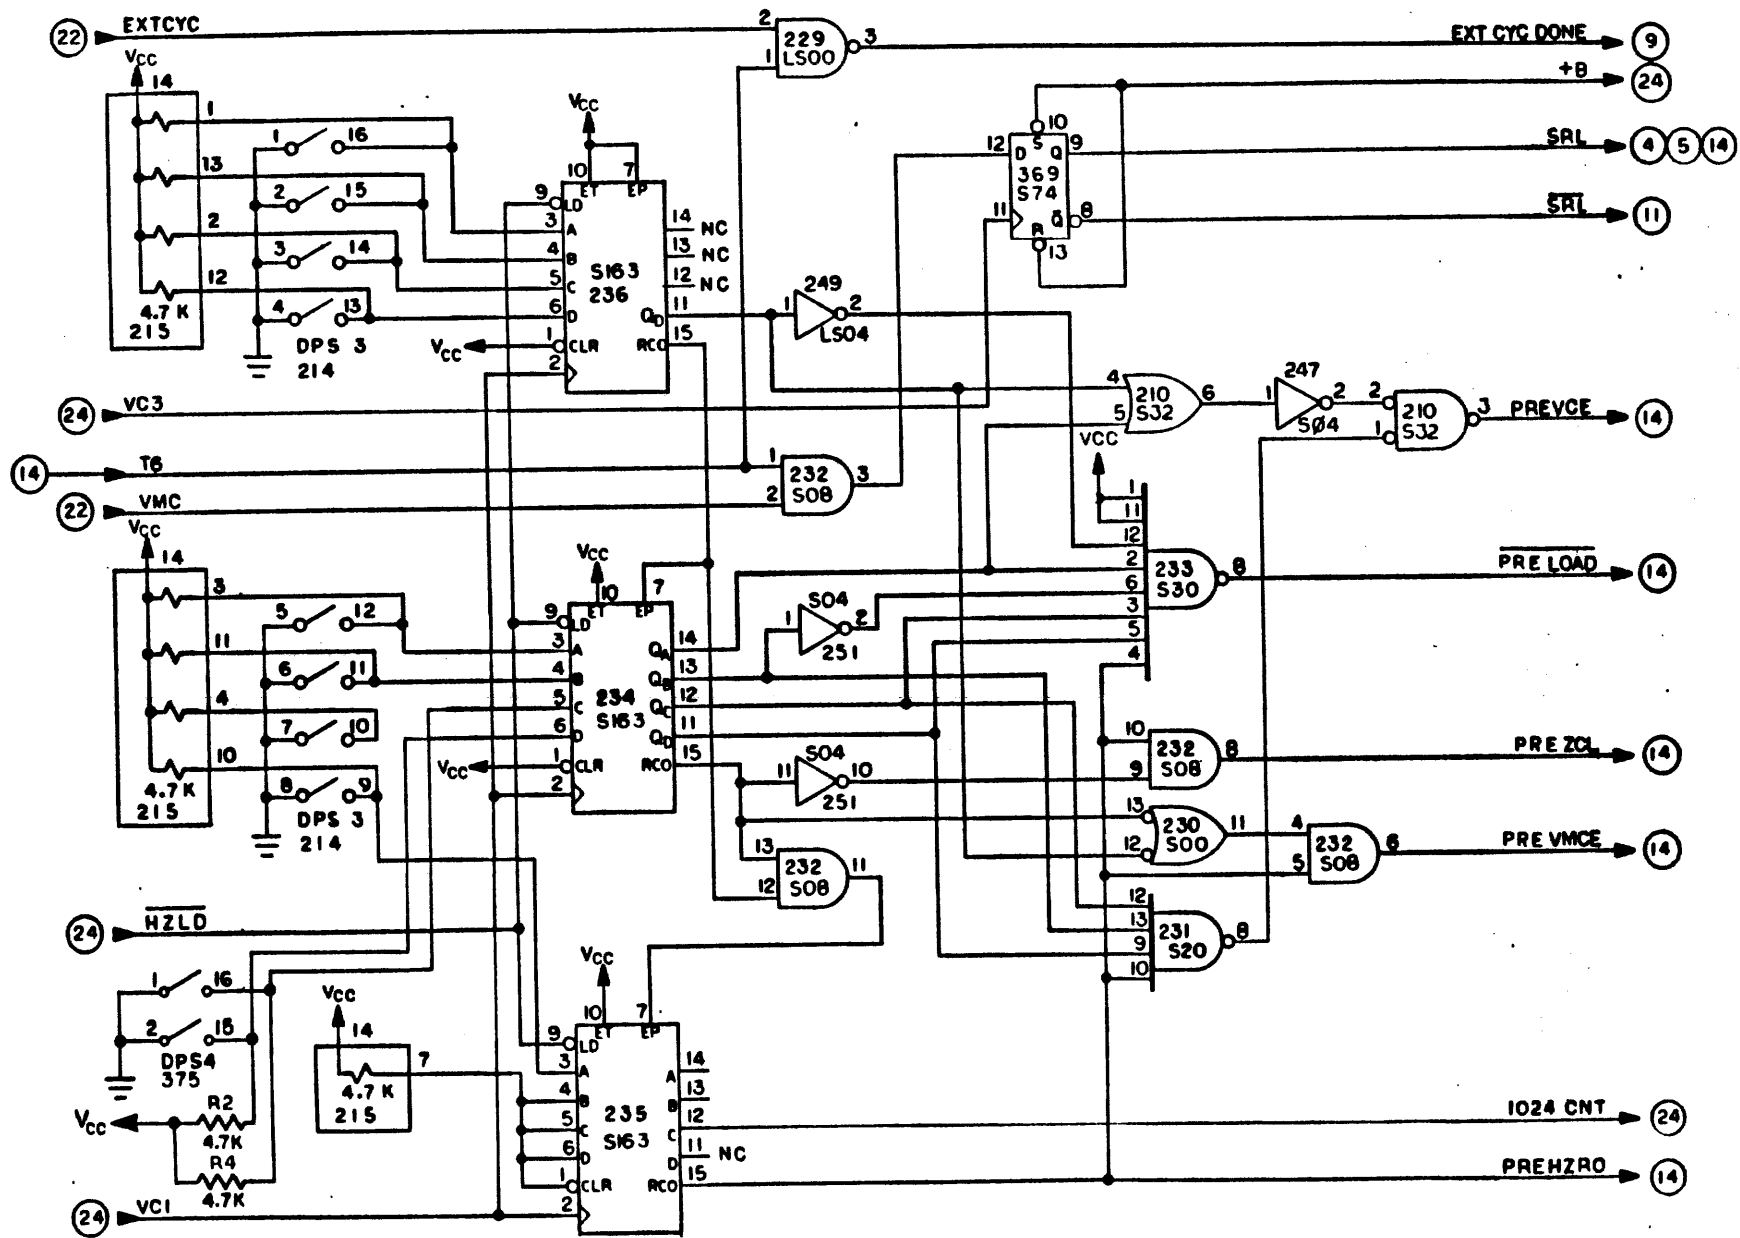 22 EXTCYC 2 229 LS00 1 3 EXT CYC DONE 9
+B 24
VCC 14 1 13 2 12 4.7 K 215
1 16
2 15
3 14
4 13
DPS 3
214
VCC 10 ET 7 EP
9 LD
3 A
4 B
5 C
6 D
1 CLR
2
VCC
S163
236
14 NC
13 NC
12 NC
QD 11
RCO 15
249 1 2 LS04
10 S
12 D Q 9 SRL 4 5 14
369
S74
11 Q 8 SRL 11
R 13
24 VC3
4 210 S32 5 6
247 1 2 S04
2 210 S32 1 3 PREVCE 14
14 T6 1 232 S08 2 3
22 VMC
VCC
1
11
12
2
6
3
5
4
233
S30
8 PRE LOAD 14
VCC 14 3 11 4 10 4.7 K 215
5 12
6 11
7 10
8 9
DPS 3
214
VCC 10 ET 7 EP
9 LD
3 A
4 B
5 C
6 D
1 CLR
2
VCC
234
S163
QA 14
QB 13
QC 12
QD 11
RCO 15
S04 1 2 251
S04 11 10 251
10 232 S08 9 8 PRE ZCL 14
13 230 S00 12 11
4 232 S08 5 6 PRE VMCE 14
13 232 S08 12 11
12
13
9
10
231
S20
8
24 HZLD
1 16
2 15
DPS4
375
VCC R2 4.7K
R4 4.7K
VCC 14 7 4.7 K 215
VCC 10 ET 7 EP
9 LD
3 A
4 B
5 C
6 D
1 CLR
2
235
S163
A 14
B 13
C 12 1024 CNT 24
D 11 NC
RCO 15 PREHZRO 14
24 VC1